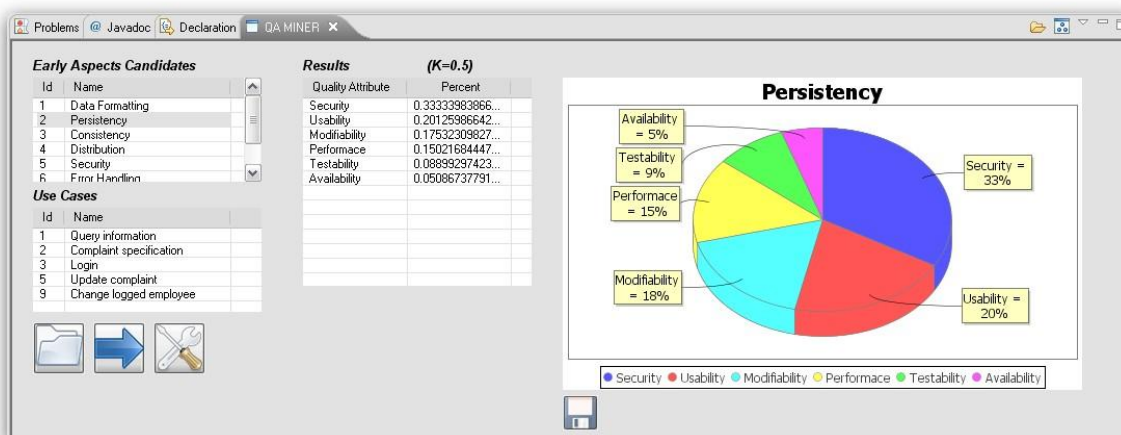 Problems @ Javadoc Declaration QA MINER
Early Aspects Candidates
Id Name
1 Data Formatting
2 Persistency
3 Consistency
4 Distribution
5 Security
6 Error Handling
Use Cases
Id Name
1 Query information
2 Complaint specification
3 Login
5 Update complaint
9 Change logged employee
Results (K=0.5)
Quality Attribute Percent
Security 0.33333983866...
Usability 0.20125986642...
Modifiability 0.17532309827...
Performace 0.15021684447...
Testability 0.08899297423...
Availability 0.05086737791...
Persistency
Availability
= 5%
Testability
= 9%
Performace
= 15%
Modifiability
= 18%
Security =
33%
Usability =
20%
Security Usability Modifiability Performace Testability Availability